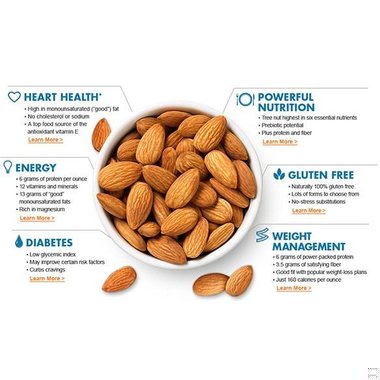 HEART HEALTH*
• High in monounsaturated ("good") fat
• No cholesterol or sodium
• A top food source of the
antioxidant vitamin E
Learn More >
ENERGY
• 6 grams of protein per ounce
• 12 vitamins and minerals
• 13 grams of "good"
monounsaturated fats
• Rich in magnesium
Learn More >
DIABETES
• Low glycemic index
• May improve certain risk factors
• Curbs cravings
Learn More >
POWERFUL
NUTRITION
• Tree nut highest in six essential nutrients
• Prebiotic potential
• Plus protein and fiber
Learn More >
GLUTEN FREE
• Naturally 100% gluten free
• Lots of forms to choose from
• No-stress substitutions
Learn More >
WEIGHT
MANAGEMENT
• 6 grams of power-packed protein
• 3.5 grams of satisfying fiber
• Good fit with popular weight-loss plans
• Just 160 calories per ounce
Learn More >